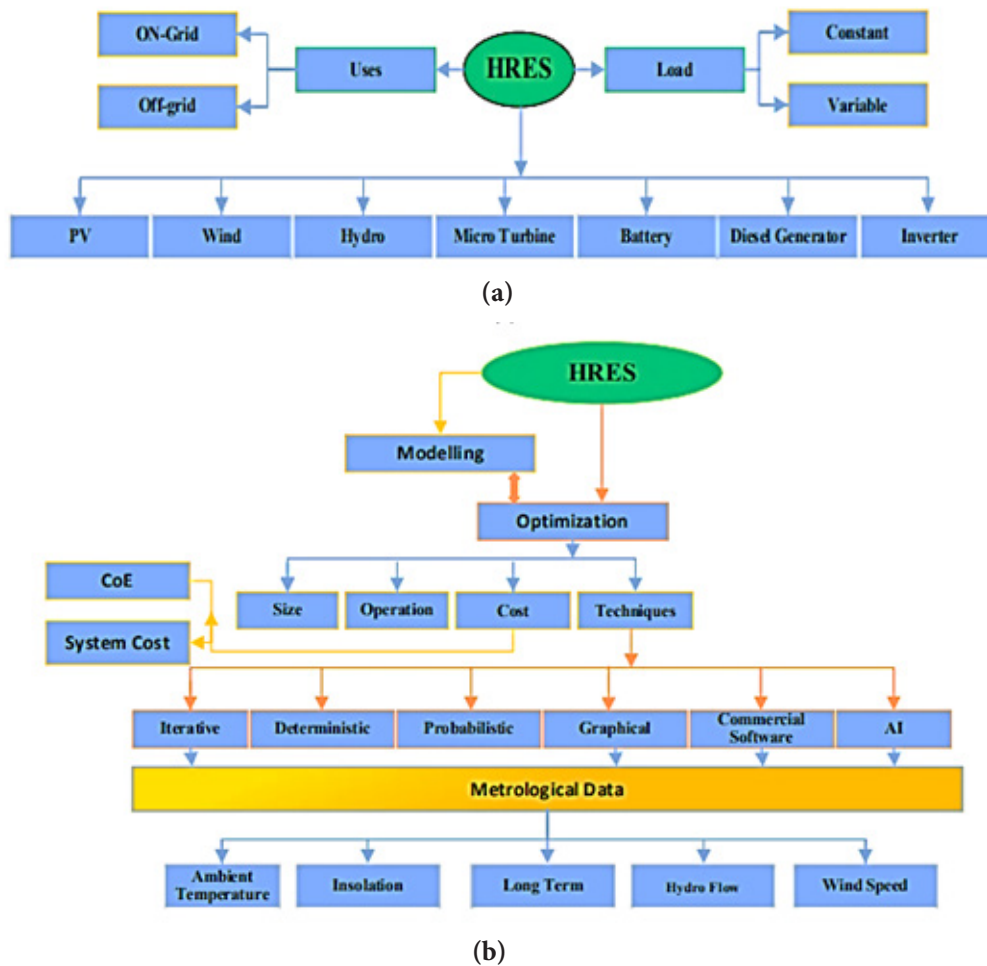 ON-Grid
Uses
HRES
Load
Constant
Off-grid
Variable
PV
Wind
Hydro
Micro Turbine
Battery
Diesel Generator
Inverter
(a)
HRES
Modelling
Optimization
CoE
System Cost
Size
Operation
Cost
Techniques
Iterative
Deterministic
Probabilistic
Graphical
Commercial
Software
AI
Metrological Data
Ambient
Temperature
Insolation
Long Term
Hydro Flow
Wind Speed
(b)